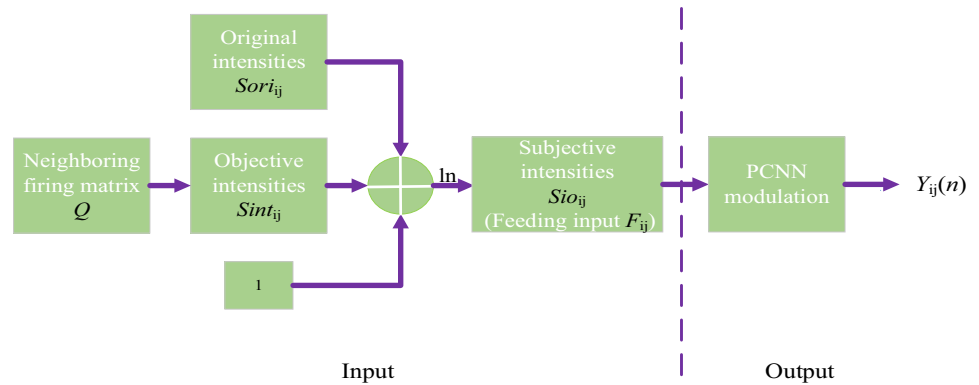 Original
intensities
Sori_ij
Neighboring
firing matrix
Q
Objective
intensities
Sint_ij
1
ln
Subjective
intensities
Sio_ij
(Feeding input F_ij)
PCNN
modulation
Y_ij(n)
Input
Output